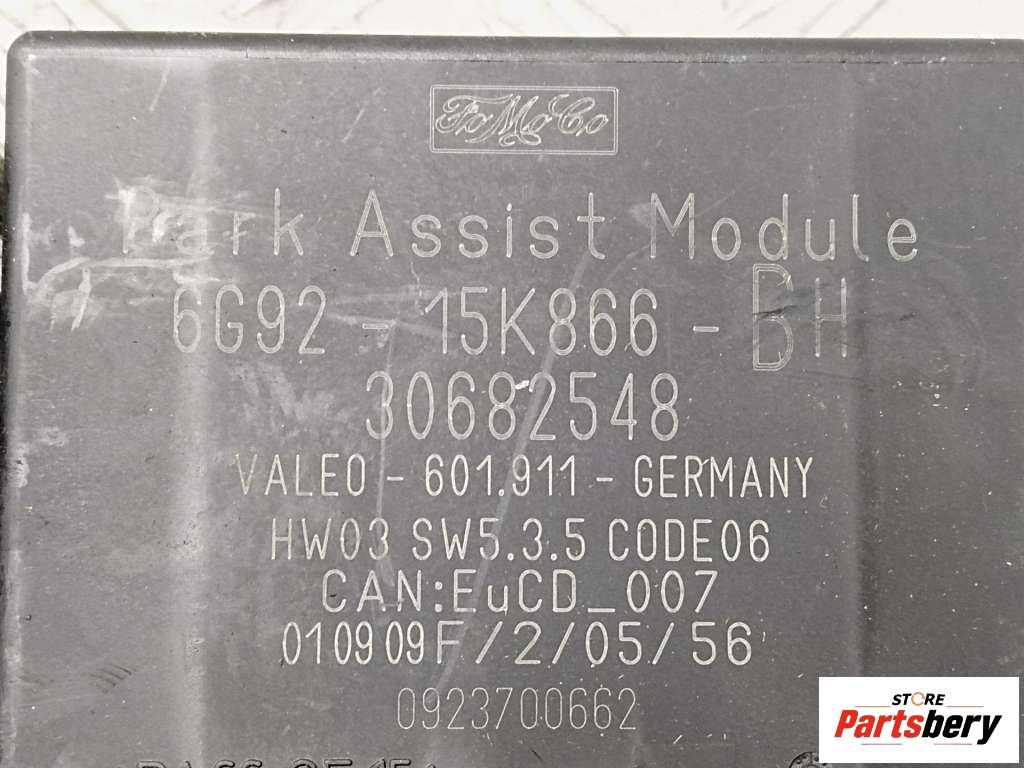 FoMoCo
Park Assist Module
6G92 - 15K866 - BH
30682548
VALEO - 601.911 - GERMANY
HW03 SW5.3.5 CODE06
CAN:EuCD_007
010909F/2/05/56
0923700662
STORE
Partsbery